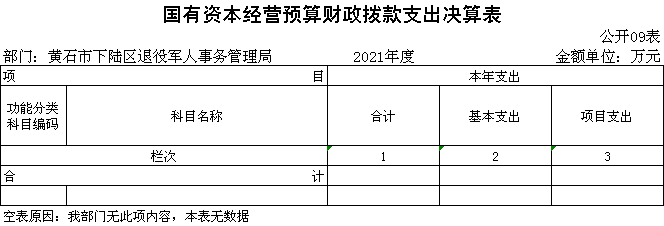 国有资本经营预算财政拨款支出决算表
公开09表
部门：黄石市下陆区退役军人事务管理局 2021年度 金额单位：万元
项 目 本年支出
功能分类科目编码 科目名称 合计 基本支出 项目支出
栏次 1 2 3
合 计
空表原因：我部门无此项内容，本表无数据